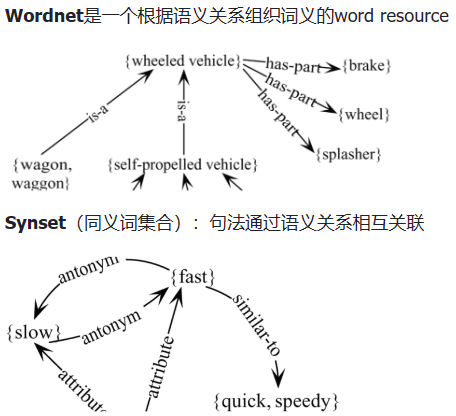 Wordnet是一个根据语义关系组织词义的word resource
{wheeled vehicle}
has-part
{brake}
is-a
is-a
has-part
{wheel}
has-part
{splasher}
{wagon,
waggon}
{self-propelled vehicle}
Synset（同义词集合）：句法通过语义关系相互关联
antonym
{fast}
{slow}
antonym
similar-to
attribute
attribute
{quick, speedy}